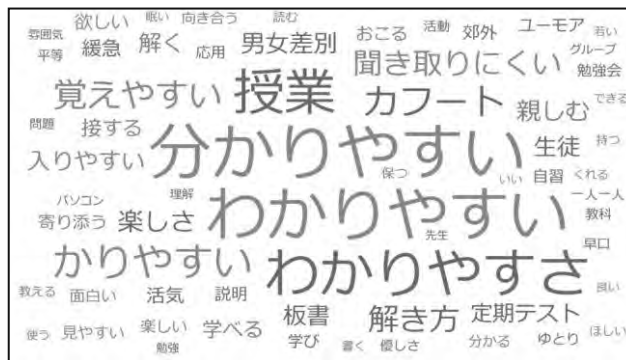 欲しい 眠い 向き合う 読む
雰囲気 緩急 解く 応用 男女差別 おこる 活動 郊外 ユーモア 若い
平等 聞き取りにくい グループ 勉強会
覚えやすい 授業 カフート 親しむ できる
問題 接する 分かりやすい 生徒 持つ
入りやすい 保つ いい 自習 くれる
パソコン 理解 わかりやすい 一人一人
寄り添う 楽しさ 先生 教科
かりやすい わかりやすさ 早口
教える 面白い 活気 説明 良い
板書 解き方 定期テスト
使う 見やすい 楽しい 学べる 学び 書く 優しさ 分かる ゆとり ほしい
勉強